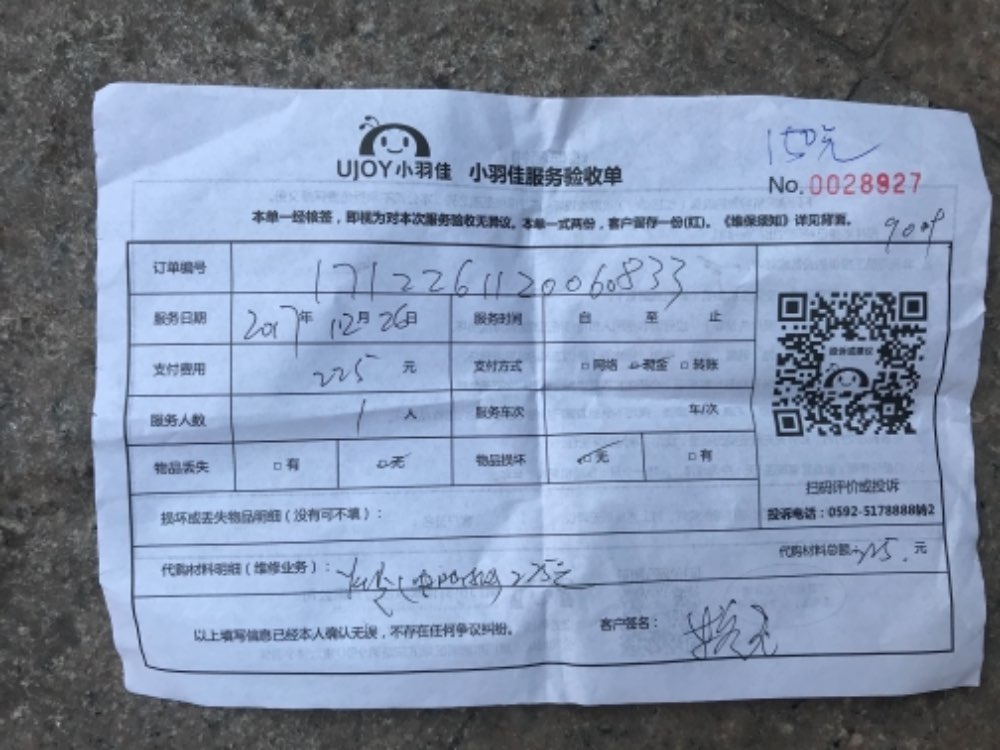 150元
UJOY小羽佳 小羽佳服务验收单
No. 0028927
本单一经核签，即视为对本次服务验收无异议。本单一式两份，客户留存一份(红)。《维保须知》详见背面。
订单编号 171226112006​0833
服务日期 2017年 12月 26日 服务时间 自 至 止
支付费用 225 元 支付方式 □网络 □现金 □转账
服务人数 1 人 服务车次 车/次
物品丢失 □有 □无 物品损坏 □无 □有
扫码评价或投诉
投诉电话：0592-5178888转2
损坏或丢失物品明细（没有可不填）：
代购材料明细（维修业务）： 225元
代购材料总额 225. 元
以上填写信息已经本人确认无误，不存在任何争议纠纷。 客户签名：